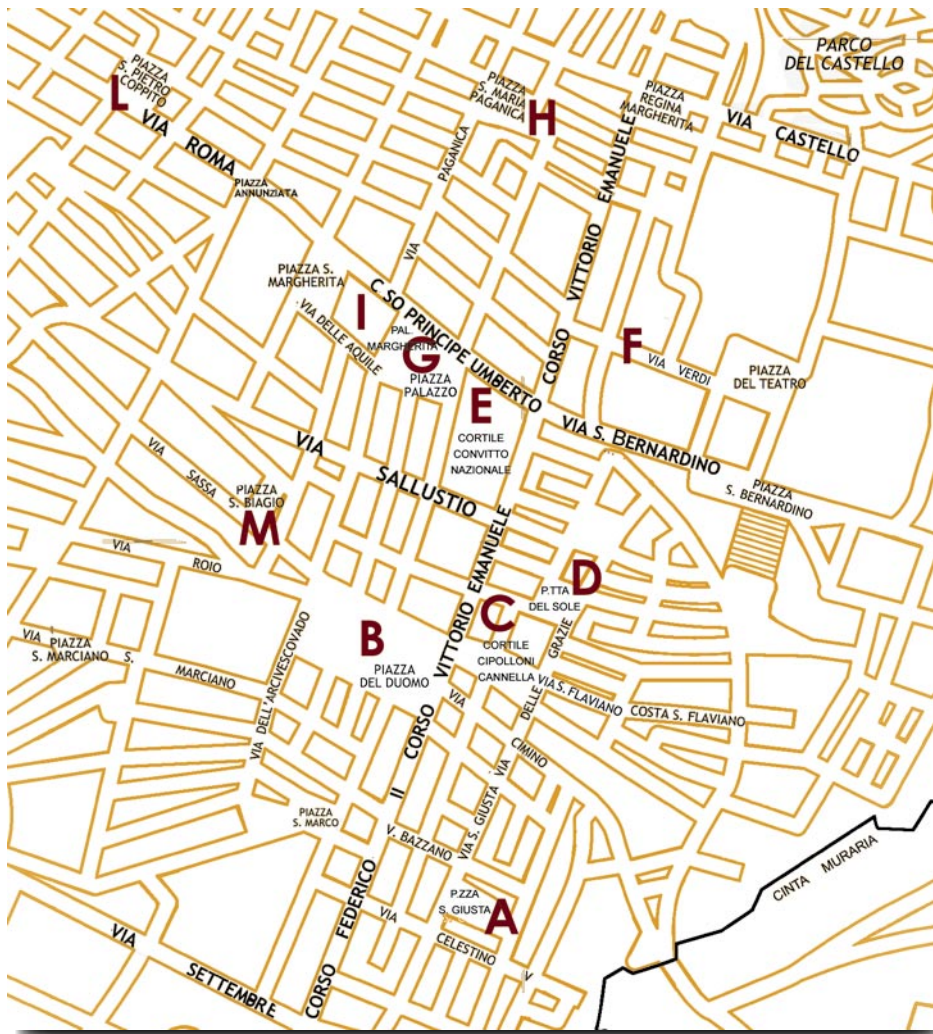 PARCO
DEL CASTELLO
PIAZZA
S. PIETRO
COPPITO
L
VIA ROMA
PIAZZA
S. MARIA
PAGANICA
H
PIAZZA
REGINA
MARGHERITA
VIA CASTELLO
VIA PAGANICA
PIAZZA
ANNUNZIATA
CORSO VITTORIO EMANUELE
PIAZZA S.
MARGHERITA
C.SO PRINCIPE UMBERTO
I
PAL.
MARGHERITA
G
VIA DELLE AQUILE
F
VIA VERDI
PIAZZA
DEL TEATRO
PIAZZA
PALAZZO
E
CORTILE
CONVITTO
NAZIONALE
VIA S. BERNARDINO
VIA SALLUSTIO
VIA SASSA
PIAZZA
S. BIAGIO
M
PIAZZA
S. BERNARDINO
VIA ROIO
VITTORIO EMANUELE
D
P.TTA
DEL SOLE
C
CORTILE
CIPOLLONI
CANNELLA
B
PIAZZA
DEL DUOMO
VIA S. MARCIANO
PIAZZA
S. MARCIANO
VIA DELL'ARCIVESCOVADO
VIA DELLE GRAZIE
VIA S. FLAVIANO
COSTA S. FLAVIANO
VIA CIMINO
CORSO II
PIAZZA
S. MARCO
V. BAZZANO
VIA S. GIUSTA
P.ZZA
S. GIUSTA
A
VIA CELESTINO V
CORSO FEDERICO
VIA SETTEMBRE
CINTA MURARIA